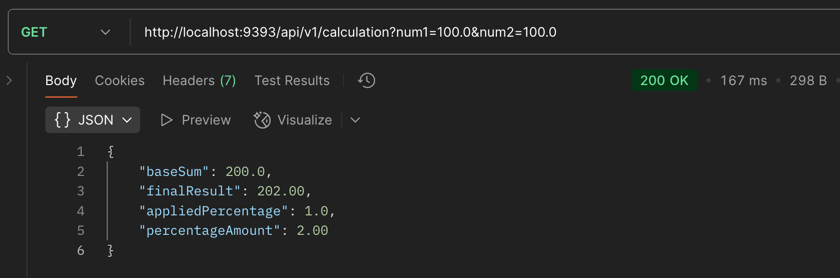 GET http://localhost:9393/api/v1/calculation?num1=100.0&num2=100.0
Body Cookies Headers (7) Test Results 200 OK • 167 ms • 298 B •
{} JSON Preview Visualize
1 {
2 "baseSum": 200.0,
3 "finalResult": 202.00,
4 "appliedPercentage": 1.0,
5 "percentageAmount": 2.00
6 }